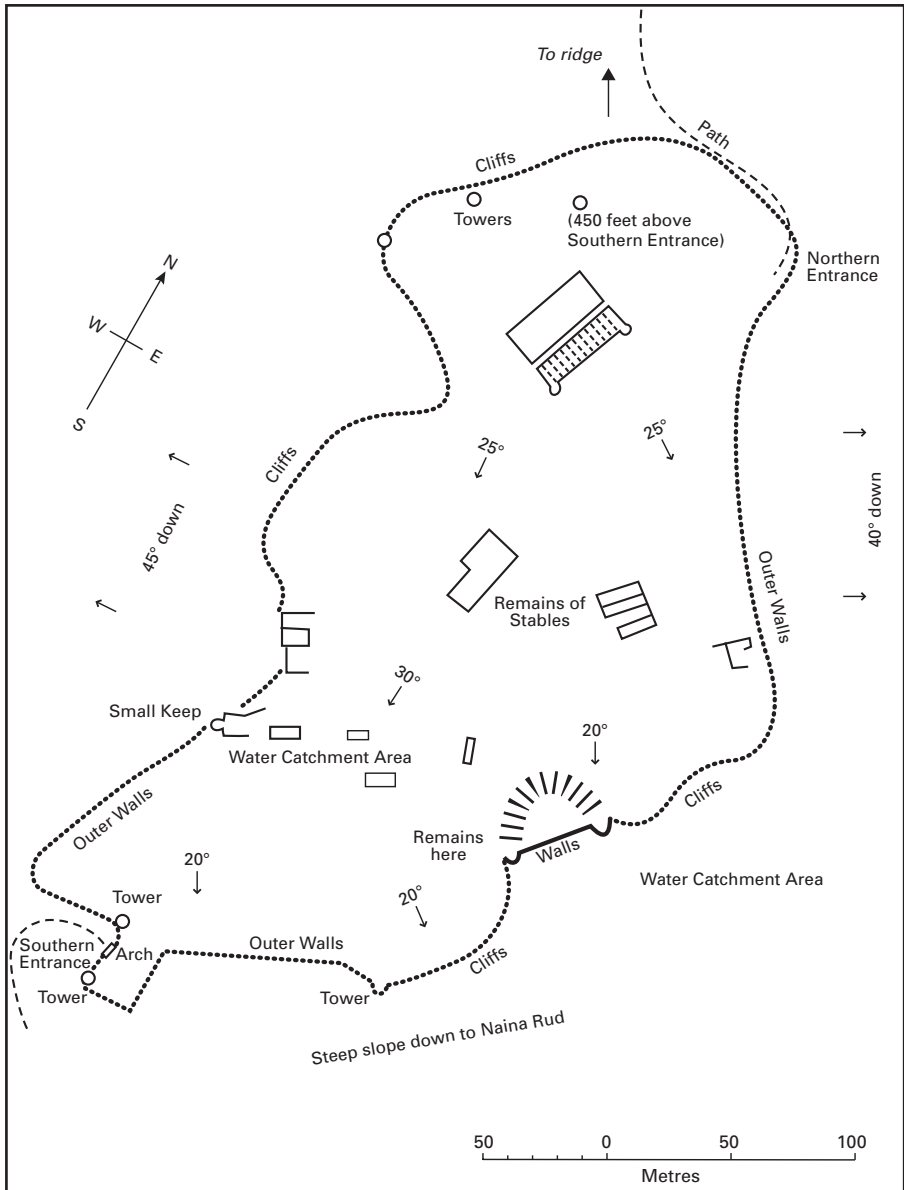 To ridge
Path
Cliffs
Towers
(450 feet above
Southern Entrance)
Northern
Entrance
N
W
E
S
25°
25°
Cliffs
45° down
40° down
Outer Walls
Remains of
Stables
30°
Small Keep
Water Catchment Area
20°
Outer Walls
Cliffs
Remains
here
Walls
Water Catchment Area
20°
20°
Tower
Southern
Entrance
Arch
Outer Walls
Cliffs
Tower
Tower
Steep slope down to Naina Rud
50 0 50 100
Metres